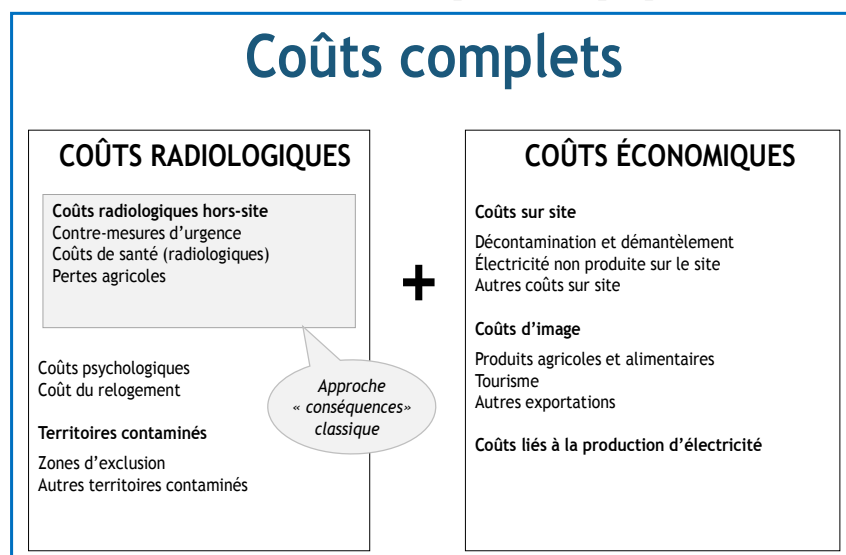 Coûts complets
COÛTS RADIOLOGIQUES
Coûts radiologiques hors-site
Contre-mesures d’urgence
Coûts de santé (radiologiques)
Pertes agricoles
Coûts psychologiques
Coût du relogement
Approche
« conséquences»
classique
Territoires contaminés
Zones d’exclusion
Autres territoires contaminés
+
COÛTS ÉCONOMIQUES
Coûts sur site
Décontamination et démantèlement
Électricité non produite sur le site
Autres coûts sur site
Coûts d’image
Produits agricoles et alimentaires
Tourisme
Autres exportations
Coûts liés à la production d’électricité